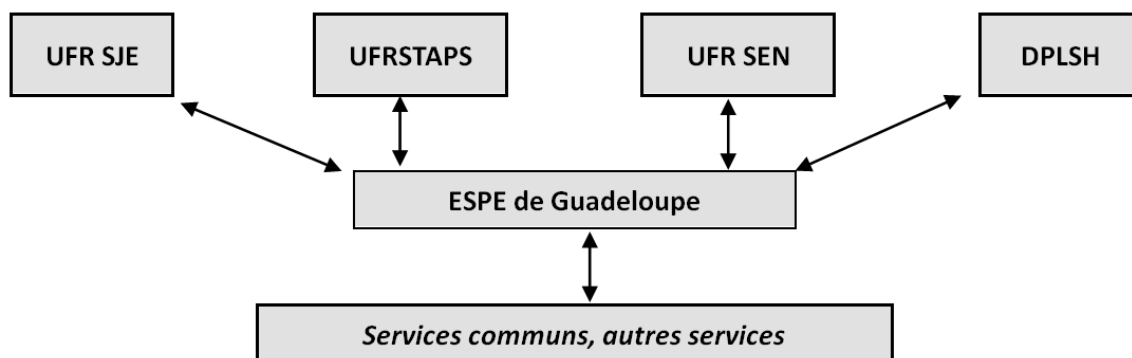 UFR SJE
UFRSTAPS
UFR SEN
DPLSH
ESPE de Guadeloupe
Services communs, autres services